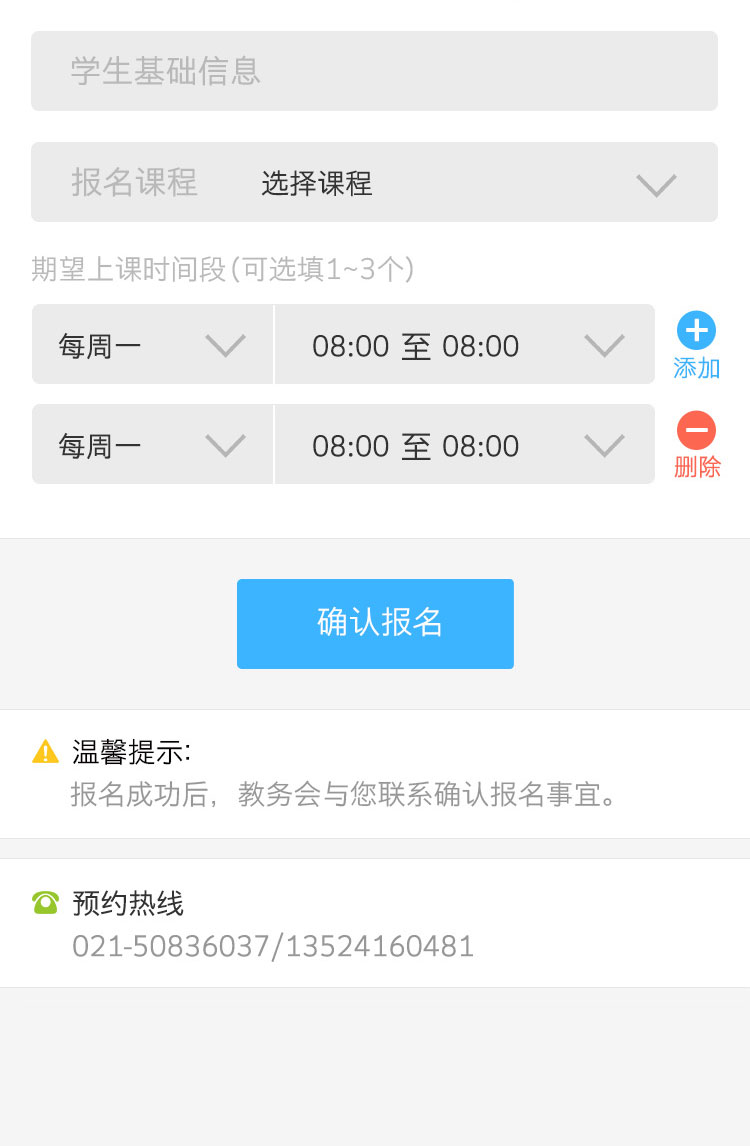 学生基础信息
报名课程 选择课程
期望上课时间段(可选填1~3个)
每周一 08:00 至 08:00 添加
每周一 08:00 至 08:00 删除
确认报名
温馨提示:
报名成功后，教务会与您联系确认报名事宜。
预约热线
021-50836037/13524160481